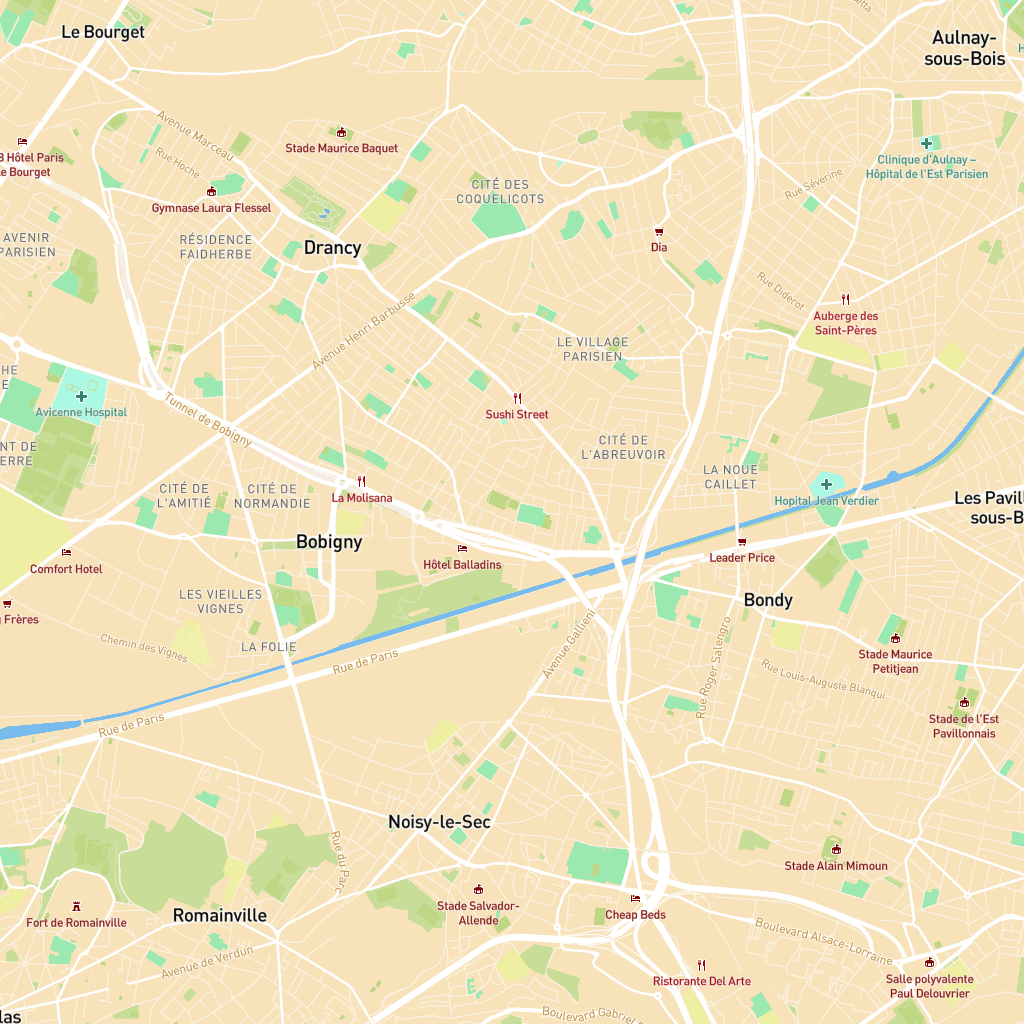 Le Bourget
Aulnay-
sous-Bois
Avenue Marceau
Stade Maurice Baquet
Rue Hoche
Hôtel Paris
Le Bourget
Clinique d'Aulnay –
Hôpital de l'Est Parisien
Rue Séverine
CITÉ DES
COQUELICOTS
Gymnase Laura Flessel
AVENIR
PARISIEN
RÉSIDENCE
FAIDHERBE
Drancy
Dia
Rue Diderot
Avenue Henri Barbusse
Auberge des
Saint-Pères
LE VILLAGE
PARISIEN
Avicenne Hospital
Tunnel de Bobigny
Sushi Street
CITÉ DE
L'ABREUVOIR
NT DE
ERRE
LA NOUE
CAILLET
CITÉ DE
L'AMITIÉ
CITÉ DE
NORMANDIE
La Molisana
Hopital Jean Verdier
Les Pavill
sous-B
Bobigny
Comfort Hotel
Hôtel Balladins
Leader Price
LES VIEILLES
VIGNES
Bondy
g Frères
Chemin des Vignes
LA FOLIE
Avenue Gallieni
Rue Roger Salengro
Stade Maurice
Petitjean
Rue de Paris
Rue Louis-Auguste Blanqui
Rue de Paris
Stade de l'Est
Pavillonnais
Noisy-le-Sec
Rue du Parc
Stade Alain Mimoun
Fort de Romainville
Romainville
Stade Salvador-
Allende
Cheap Beds
Boulevard Alsace-Lorraine
Avenue de Verdun
Ristorante Del Arte
Salle polyvalente
Paul Delouvrier
Boulevard Gabriel
las